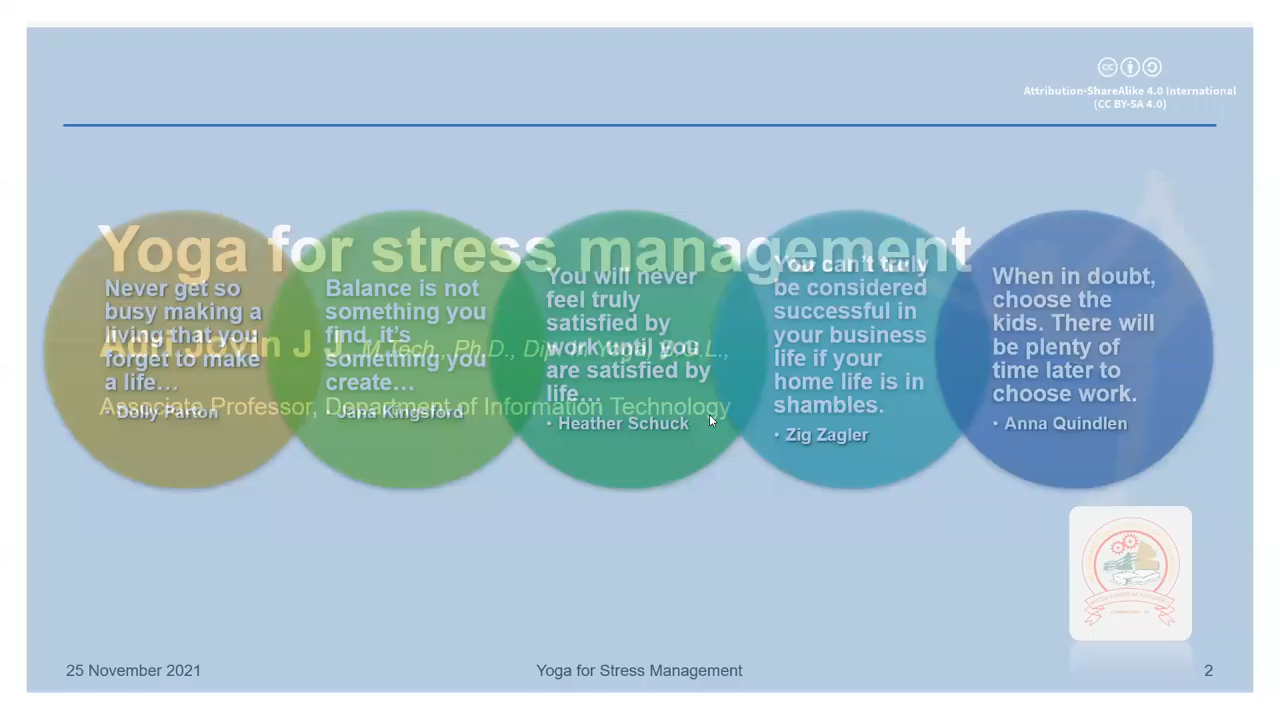 Attribution-ShareAlike 4.0 International
(CC BY-SA 4.0)
Yoga for stress management
Never get so
busy making a
living that you
forget to make
a life…
• Dolly Parton
Balance is not
something you
find, it's
something you
create…
• Jana Kingsford
You will never
feel truly
satisfied by
work until you
are satisfied by
life…
• Heather Schuck
You can't truly
be considered
successful in
your business
life if your
home life is in
shambles.
• Zig Zagler
When in doubt,
choose the
kids. There will
be plenty of
time later to
choose work.
• Anna Quindlen
Jovin J J, M.Tech., Ph.D., Dip. in Yoga,
Associate Professor, Department of Information Technology
25 November 2021
Yoga for Stress Management
2